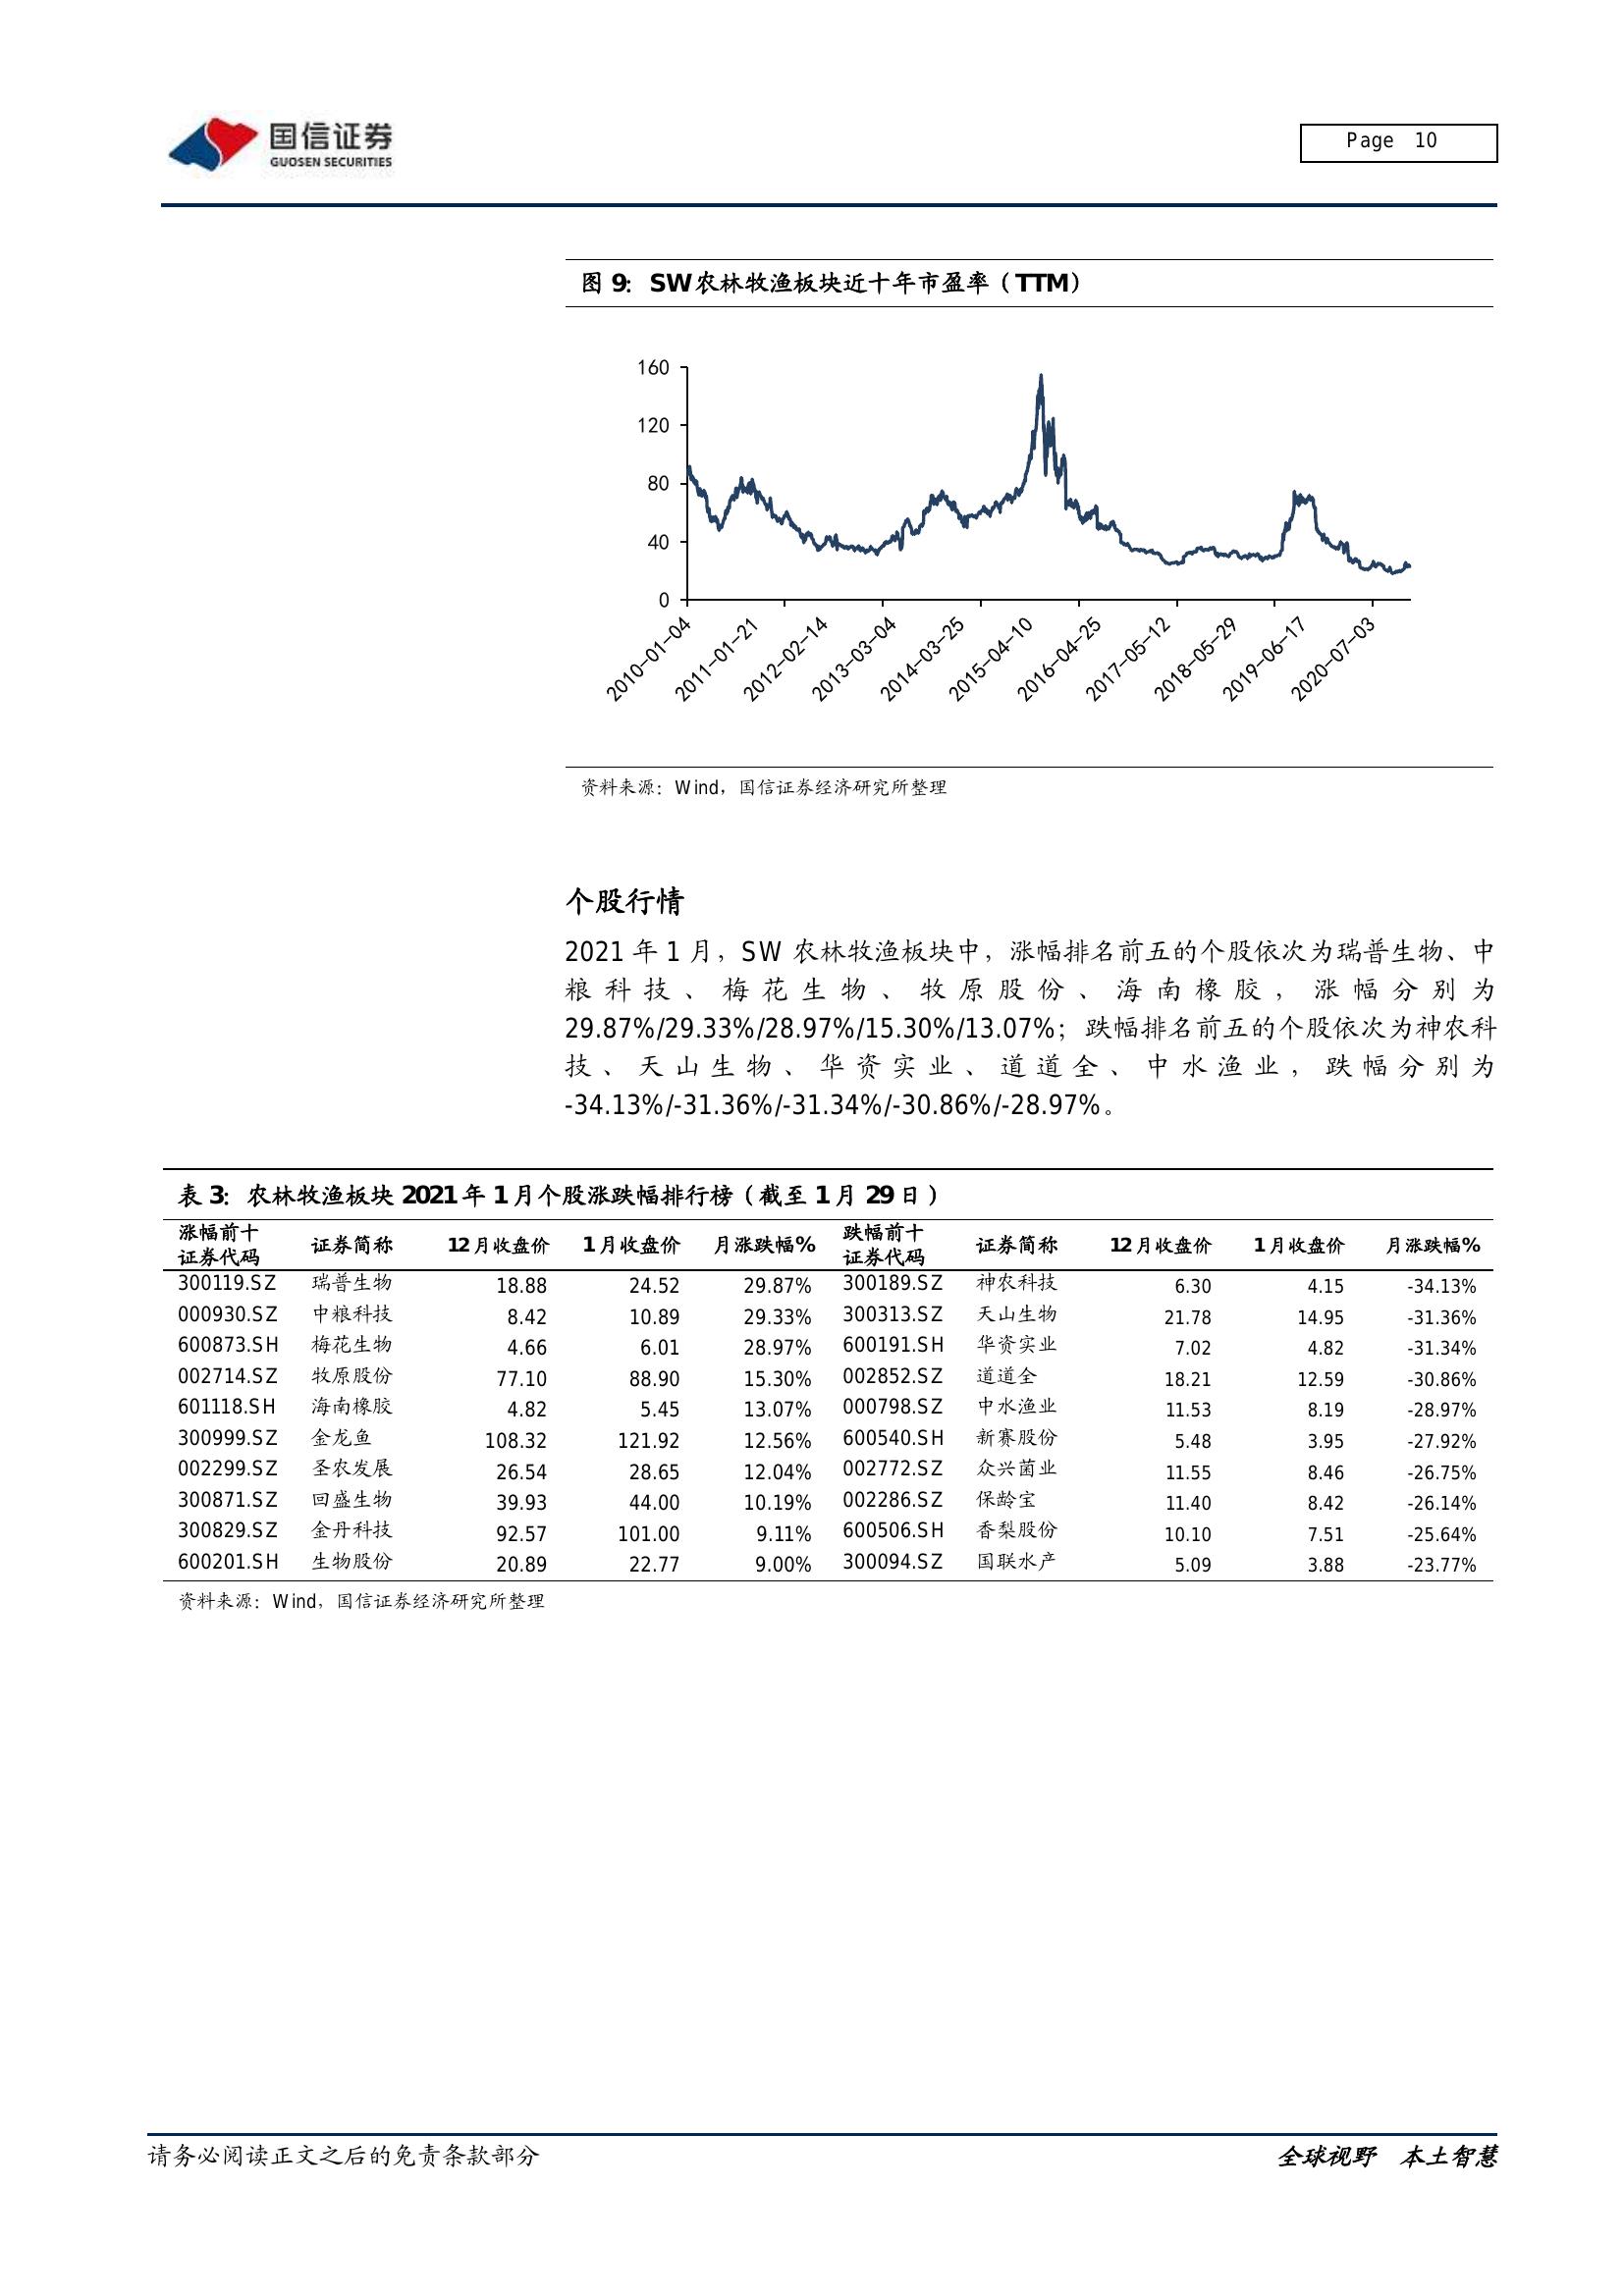 国信证券
GUOSEN SECURITIES
Page 10
图 9：SW农林牧渔板块近十年市盈率（TTM）
160
120
80
40
0
2010-01-04
2011-01-21
2012-02-14
2013-03-04
2014-03-25
2015-04-10
2016-04-25
2017-05-12
2018-05-29
2019-06-17
2020-07-03
资料来源：Wind，国信证券经济研究所整理
个股行情
2021 年 1 月，SW 农林牧渔板块中，涨幅排名前五的个股依次为瑞普生物、中
粮科技、梅花生物、牧原股份、海南橡胶，涨幅分别为
29.87%/29.33%/28.97%/15.30%/13.07%；跌幅排名前五的个股依次为神农科
技、天山生物、华资实业、道道全、中水渔业，跌幅分别为
-34.13%/-31.36%/-31.34%/-30.86%/-28.97%。
表 3：农林牧渔板块 2021 年 1 月个股涨跌幅排行榜（截至 1 月 29 日）
涨幅前十 证券代码 证券简称 12 月收盘价 1 月收盘价 月涨跌幅% 跌幅前十 证券代码 证券简称 12 月收盘价 1 月收盘价 月涨跌幅%
300119.SZ 瑞普生物 18.88 24.52 29.87% 300189.SZ 神农科技 6.30 4.15 -34.13%
000930.SZ 中粮科技 8.42 10.89 29.33% 300313.SZ 天山生物 21.78 14.95 -31.36%
600873.SH 梅花生物 4.66 6.01 28.97% 600191.SH 华资实业 7.02 4.82 -31.34%
002714.SZ 牧原股份 77.10 88.90 15.30% 002852.SZ 道道全 18.21 12.59 -30.86%
601118.SH 海南橡胶 4.82 5.45 13.07% 000798.SZ 中水渔业 11.53 8.19 -28.97%
300999.SZ 金龙鱼 108.32 121.92 12.56% 600540.SH 新赛股份 5.48 3.95 -27.92%
002299.SZ 圣农发展 26.54 28.65 12.04% 002772.SZ 众兴菌业 11.55 8.46 -26.75%
300871.SZ 回盛生物 39.93 44.00 10.19% 002286.SZ 保龄宝 11.40 8.42 -26.14%
300829.SZ 金丹科技 92.57 101.00 9.11% 600506.SH 香梨股份 10.10 7.51 -25.64%
600201.SH 生物股份 20.89 22.77 9.00% 300094.SZ 国联水产 5.09 3.88 -23.77%
资料来源：Wind，国信证券经济研究所整理
请务必阅读正文之后的免责条款部分
全球视野 本土智慧